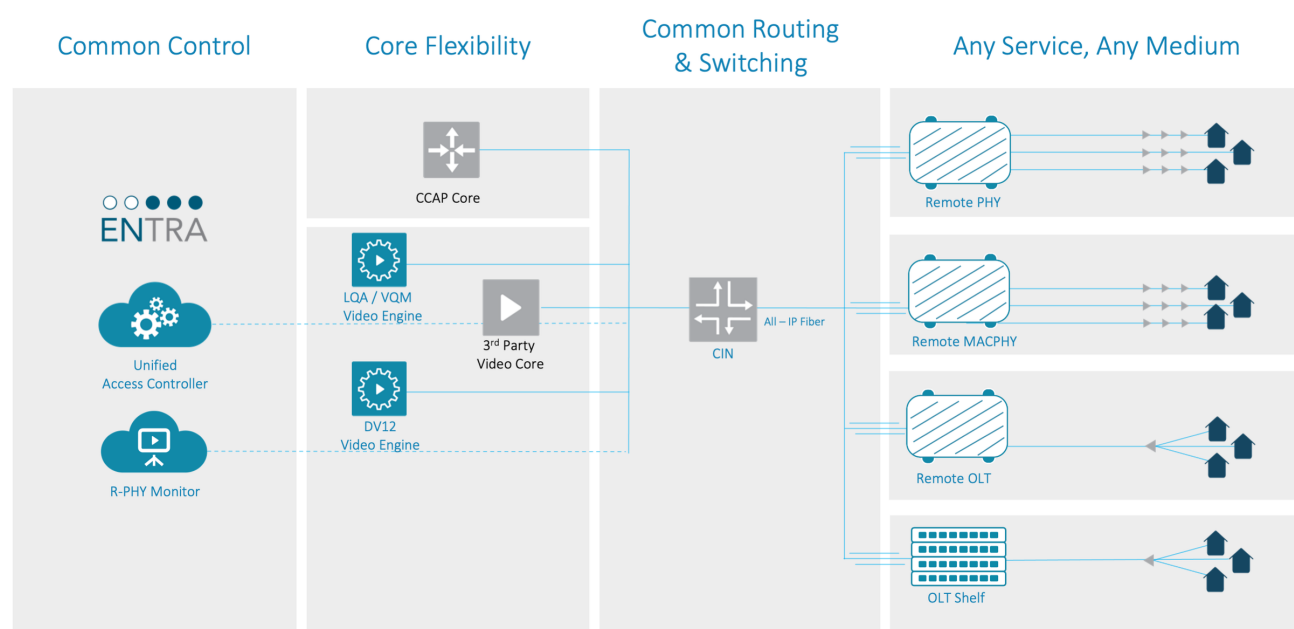 Common Control
Core Flexibility
Common Routing
& Switching
Any Service, Any Medium
ENTRA
Unified
Access Controller
R-PHY Monitor
CCAP Core
LQA / VQM
Video Engine
3rd Party
Video Core
DV12
Video Engine
CIN
All – IP Fiber
Remote PHY
Remote MACPHY
Remote OLT
OLT Shelf